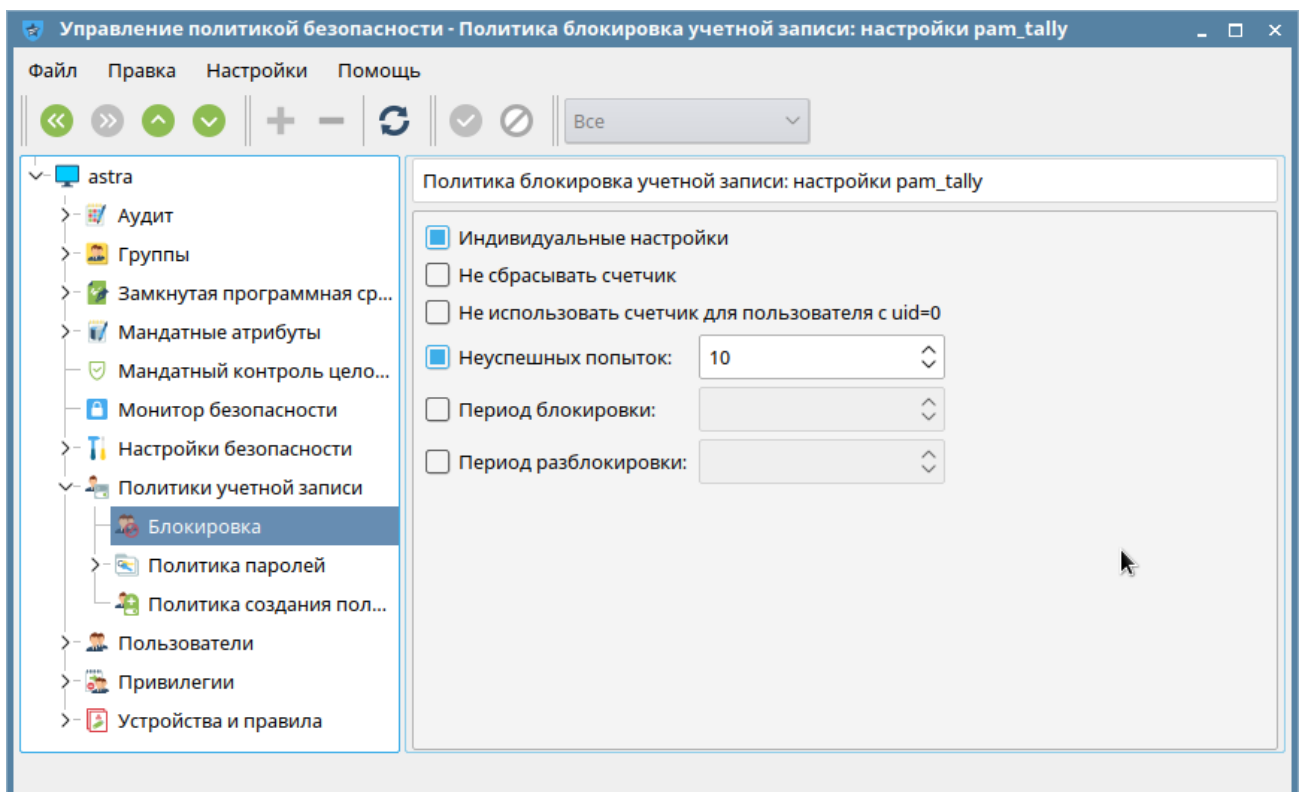 Управление политикой безопасности - Политика блокировка учетной записи: настройки pam_tally
Файл Правка Настройки Помощь
Все
astra
Аудит
Группы
Замкнутая программная ср...
Мандатные атрибуты
Мандатный контроль цело...
Монитор безопасности
Настройки безопасности
Политики учетной записи
Блокировка
Политика паролей
Политика создания пол...
Пользователи
Привилегии
Устройства и правила
Политика блокировка учетной записи: настройки pam_tally
Индивидуальные настройки
Не сбрасывать счетчик
Не использовать счетчик для пользователя с uid=0
Неуспешных попыток: 10
Период блокировки:
Период разблокировки: